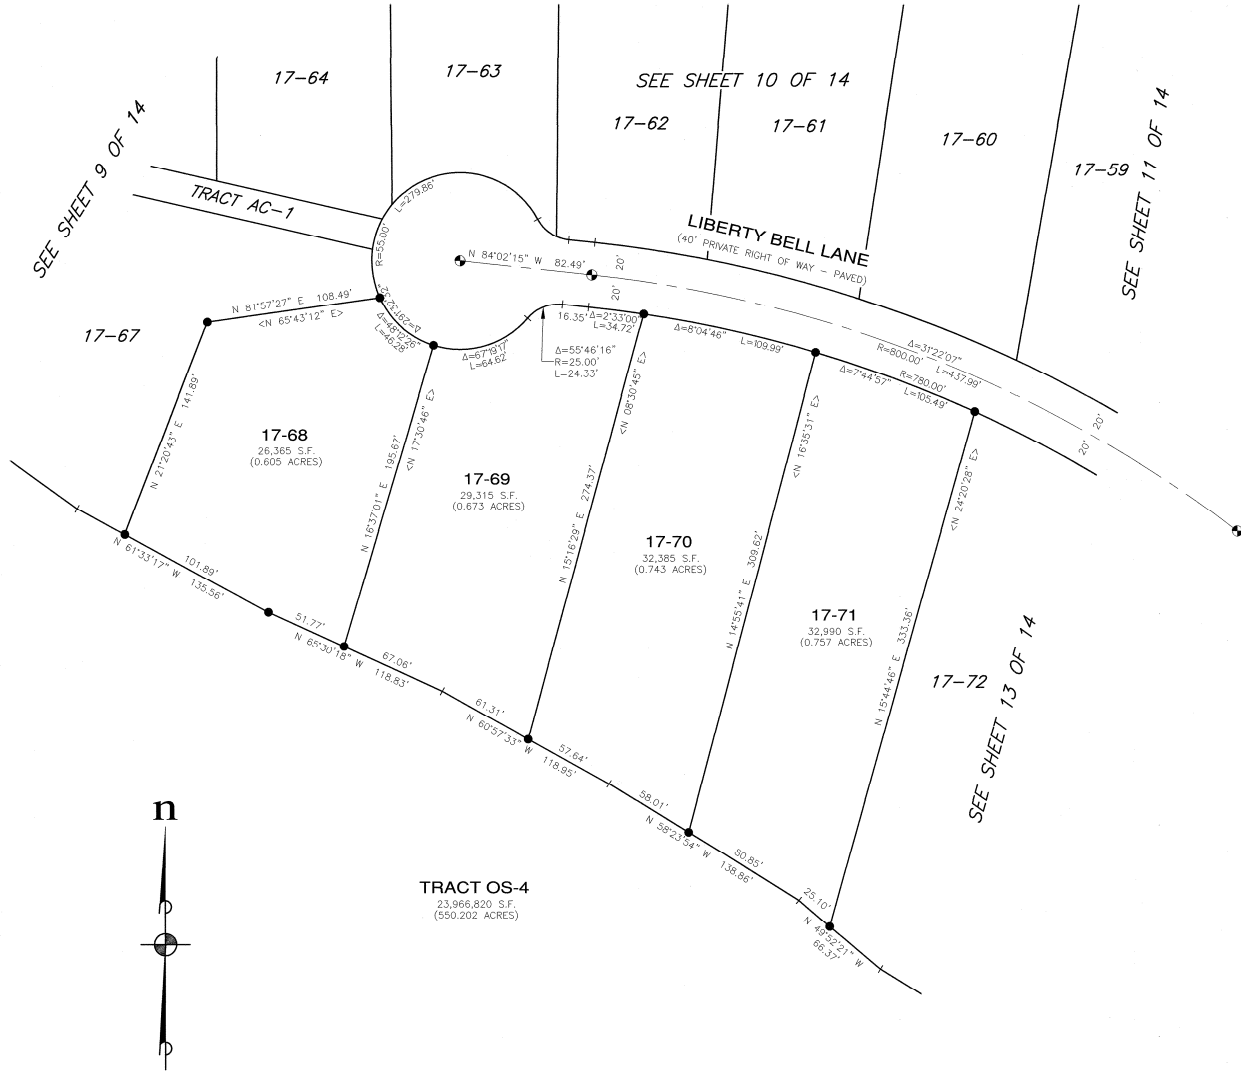 17-64
17-63
SEE SHEET 10 OF 14
17-62
17-61
17-60
17-59
SEE SHEET 9 OF 14
SEE SHEET 11 OF 14
TRACT AC-1
L=279.86'
R=55.00'
LIBERTY BELL LANE
(40' PRIVATE RIGHT OF WAY - PAVED)
N 84°02'15" W 82.49'
20'
20'
N 81°57'27" E 108.49'
<N 65°43'12" E>
Δ=291°32'32"
Δ=48°12'26"
L=46.28'
17-67
16.35'
Δ=2°33'00"
L=34.72'
Δ=8°04'46" L=109.99'
Δ=31°22'07"
R=800.00' L=437.99'
R=780.00'
Δ=7°44'57" L=105.49'
Δ=67°19'17"
L=64.62'
Δ=55°46'16"
R=25.00'
L=24.33'
20'
20'
N 21°20'43" E 141.89'
17-68
26,365 S.F.
(0.605 ACRES)
N 16°37'01" E 195.67'
<N 17°30'46" E>
17-69
29,315 S.F.
(0.673 ACRES)
N 15°16'29" E 274.37'
<N 08°30'45" E>
17-70
32,385 S.F.
(0.743 ACRES)
N 14°55'41" E 309.62'
<N 16°35'31" E>
17-71
32,990 S.F.
(0.757 ACRES)
N 15°44'46" E 333.36'
<N 24°20'28" E>
17-72
SEE SHEET 13 OF 14
101.89'
N 61°33'17" W 135.56'
51.77'
67.06'
N 65°30'18" W 118.83'
61.31'
57.64'
N 60°57'33" W 118.95'
58.01'
50.85'
N 58°23'54" W 138.86'
25.10'
N 49°52'21" W
66.37'
n
TRACT OS-4
23,966,820 S.F.
(550.202 ACRES)